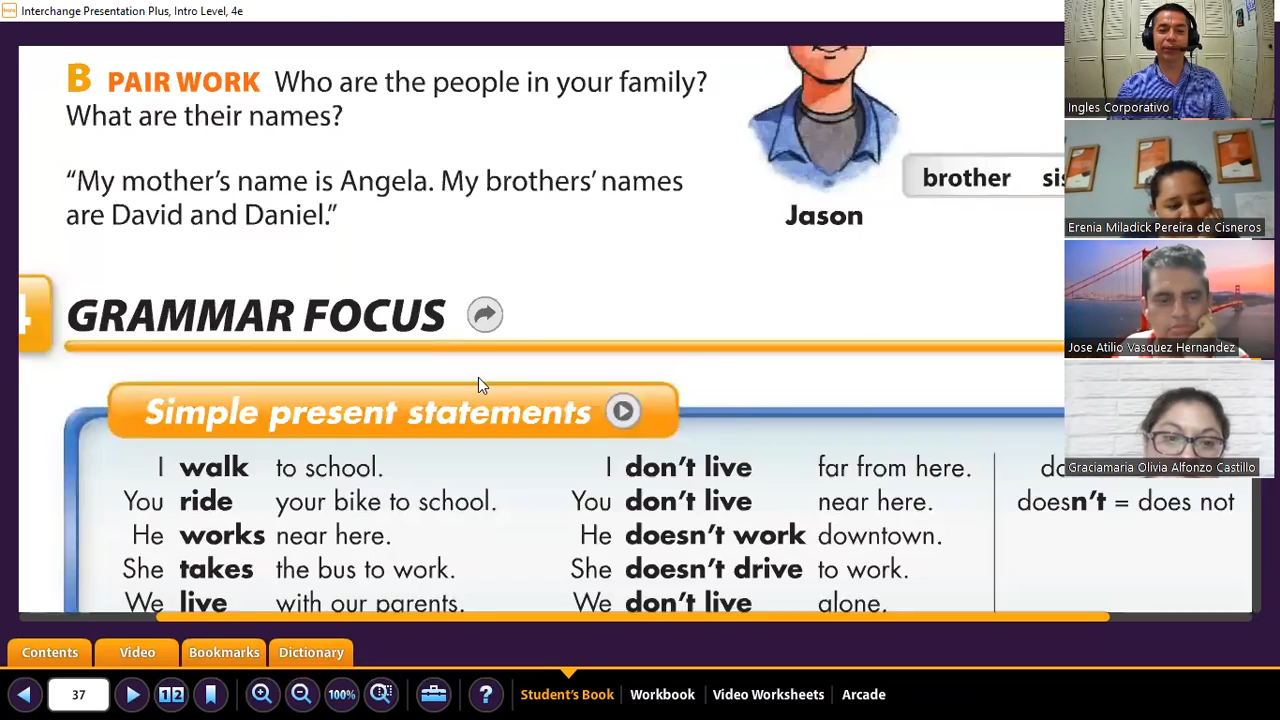 Interchange Presentation Plus, Intro Level, 4e
B PAIR WORK Who are the people in your family?
What are their names?
“My mother’s name is Angela. My brothers’ names
are David and Daniel.”
Jason
brother
4 GRAMMAR FOCUS
Simple present statements
I walk to school. I don’t live far from here.
You ride your bike to school. You don’t live near here. doesn’t = does not
He works near here. He doesn’t work downtown.
She takes the bus to work. She doesn’t drive to work.
We live with our parents. We don’t live alone.
Ingles Corporativo
Erenia Miladick Pereira de Cisneros
Jose Atilio Vasquez Hernandez
Graciamaria Olivia Alfonzo Castillo
Contents Video Bookmarks Dictionary
37 1 2 100% ? Student's Book Workbook Video Worksheets Arcade